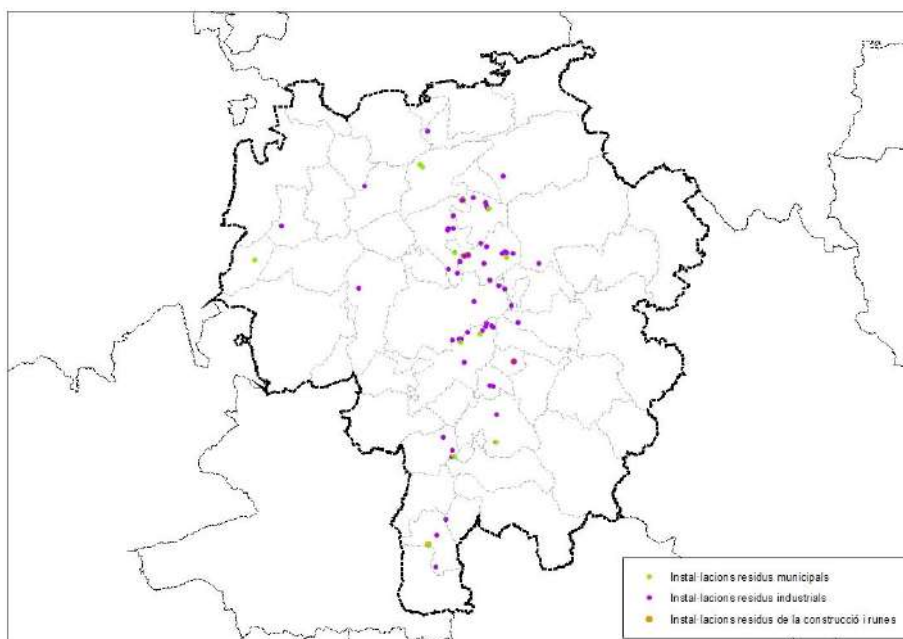 Instal·lacions residus municipals
Instal·lacions residus industrials
Instal·lacions residus de la construcció i runes